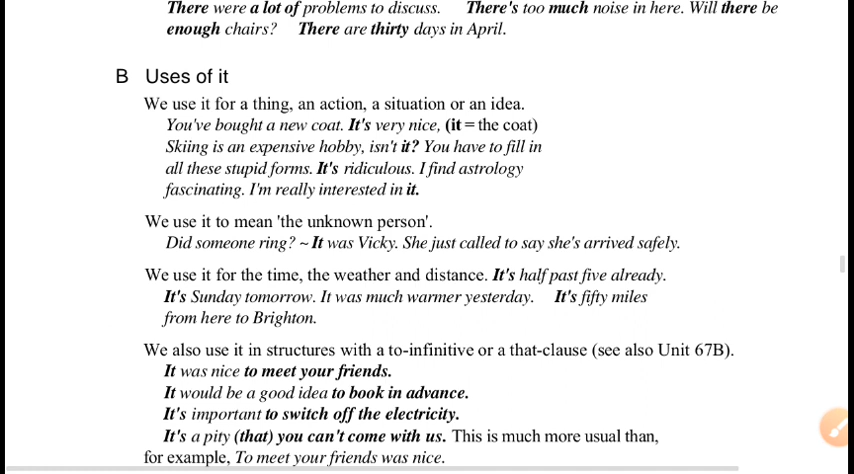 There were a lot of problems to discuss. There's too much noise in here. Will there be
enough chairs? There are thirty days in April.
B Uses of it
We use it for a thing, an action, a situation or an idea.
You've bought a new coat. It's very nice, (it = the coat)
Skiing is an expensive hobby, isn't it? You have to fill in
all these stupid forms. It's ridiculous. I find astrology
fascinating. I'm really interested in it.
We use it to mean 'the unknown person'.
Did someone ring? ~ It was Vicky. She just called to say she's arrived safely.
We use it for the time, the weather and distance. It's half past five already.
It's Sunday tomorrow. It was much warmer yesterday. It's fifty miles
from here to Brighton.
We also use it in structures with a to-infinitive or a that-clause (see also Unit 67B).
It was nice to meet your friends.
It would be a good idea to book in advance.
It's important to switch off the electricity.
It's a pity (that) you can't come with us. This is much more usual than,
for example, To meet your friends was nice.